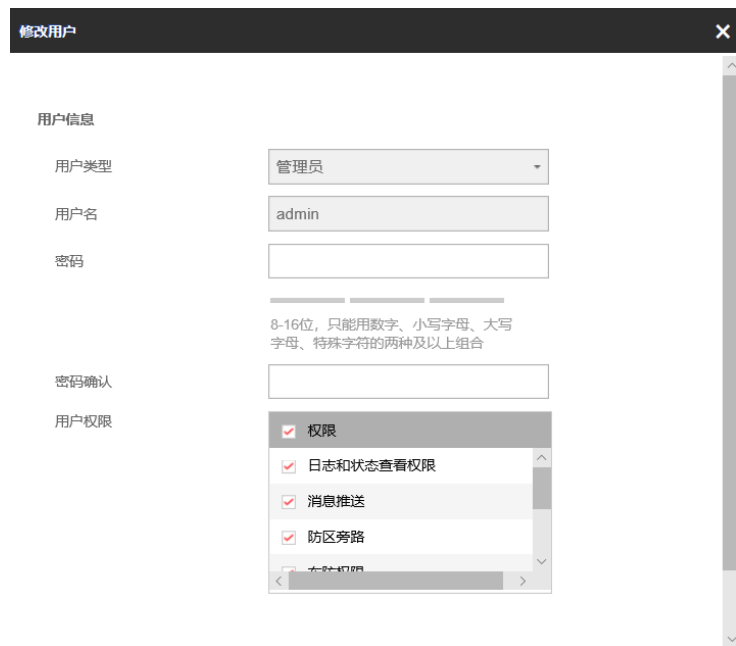 修改用户
用户信息
用户类型
管理员
用户名
admin
密码
8-16位，只能用数字、小写字母、大写
字母、特殊字符的两种及以上组合
密码确认
用户权限
权限
日志和状态查看权限
消息推送
防区旁路
布防权限